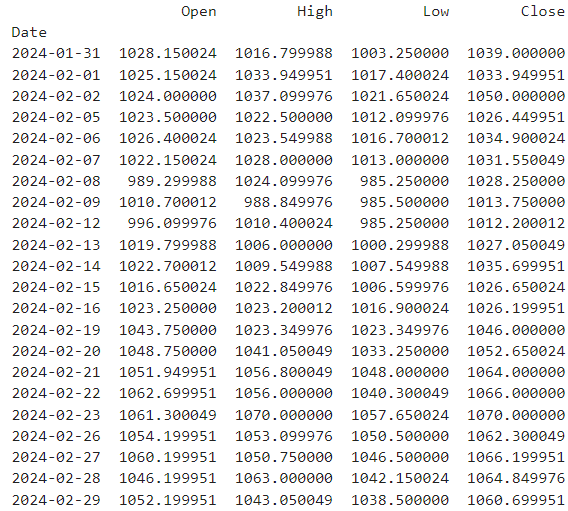 Open High Low Close
Date
2024-01-31 1028.150024 1016.799988 1003.250000 1039.000000
2024-02-01 1025.150024 1033.949951 1017.400024 1033.949951
2024-02-02 1024.000000 1037.099976 1021.650024 1050.000000
2024-02-05 1023.500000 1022.500000 1012.099976 1026.449951
2024-02-06 1026.400024 1023.549988 1016.700012 1034.900024
2024-02-07 1022.150024 1028.000000 1013.000000 1031.550049
2024-02-08 989.299988 1024.099976 985.250000 1028.250000
2024-02-09 1010.700012 988.849976 985.500000 1013.750000
2024-02-12 996.099976 1010.400024 985.250000 1012.200012
2024-02-13 1019.799988 1006.000000 1000.299988 1027.050049
2024-02-14 1022.700012 1009.549988 1007.549988 1035.699951
2024-02-15 1016.650024 1022.849976 1006.599976 1026.650024
2024-02-16 1023.250000 1023.200012 1016.900024 1026.199951
2024-02-19 1043.750000 1023.349976 1023.349976 1046.000000
2024-02-20 1048.750000 1041.050049 1033.250000 1052.650024
2024-02-21 1051.949951 1056.800049 1048.000000 1064.000000
2024-02-22 1062.699951 1056.000000 1040.300049 1066.000000
2024-02-23 1061.300049 1070.000000 1057.650024 1070.000000
2024-02-26 1054.199951 1053.099976 1050.500000 1062.300049
2024-02-27 1060.199951 1050.750000 1046.500000 1066.199951
2024-02-28 1046.199951 1063.000000 1042.150024 1064.849976
2024-02-29 1052.199951 1043.050049 1038.500000 1060.699951